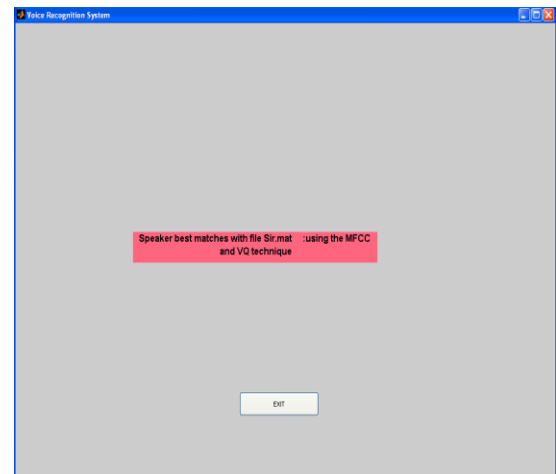 Voice Recognition System
Speaker best matches with file Sir.mat :using the MFCC
and VQ technique
EXIT